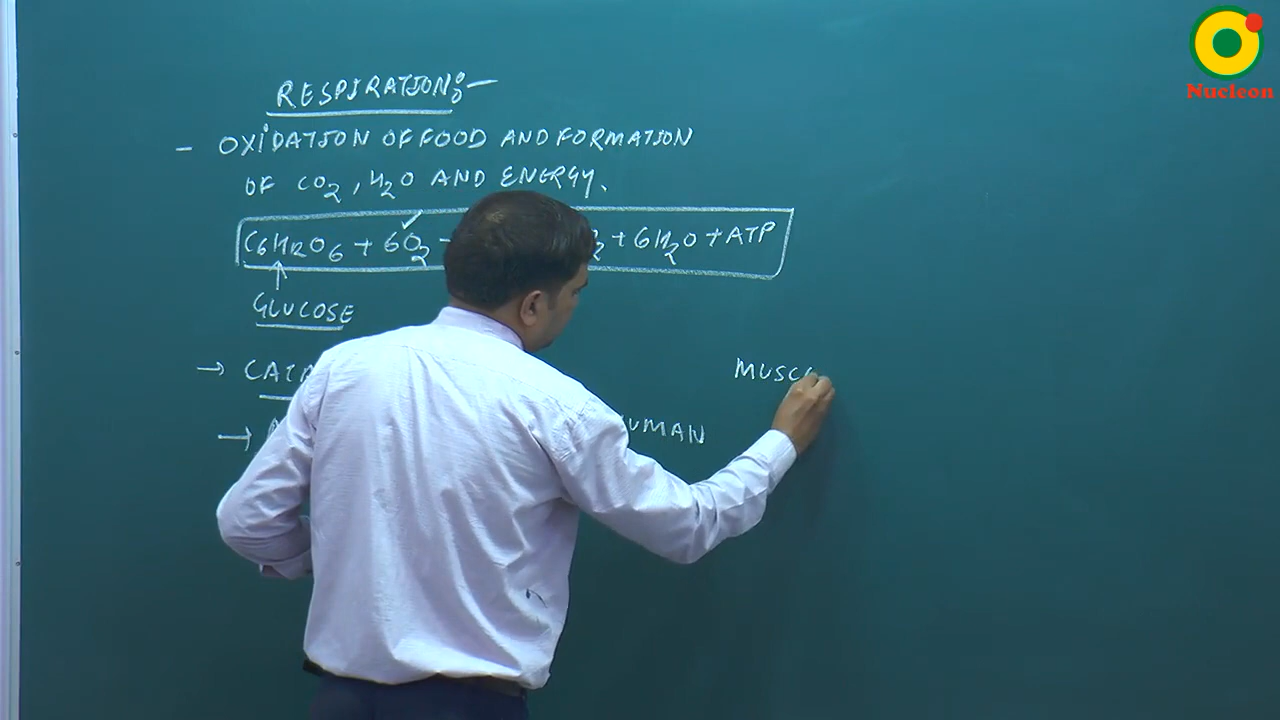 Nucleon
RESPIRATION:-
- OXIDATION OF FOOD AND FORMATION
OF CO2, H2O AND ENERGY.
C6H12O6 + 6O2 + 6H2O + ATP
↑
GLUCOSE
MUSC
→
→ UMAN